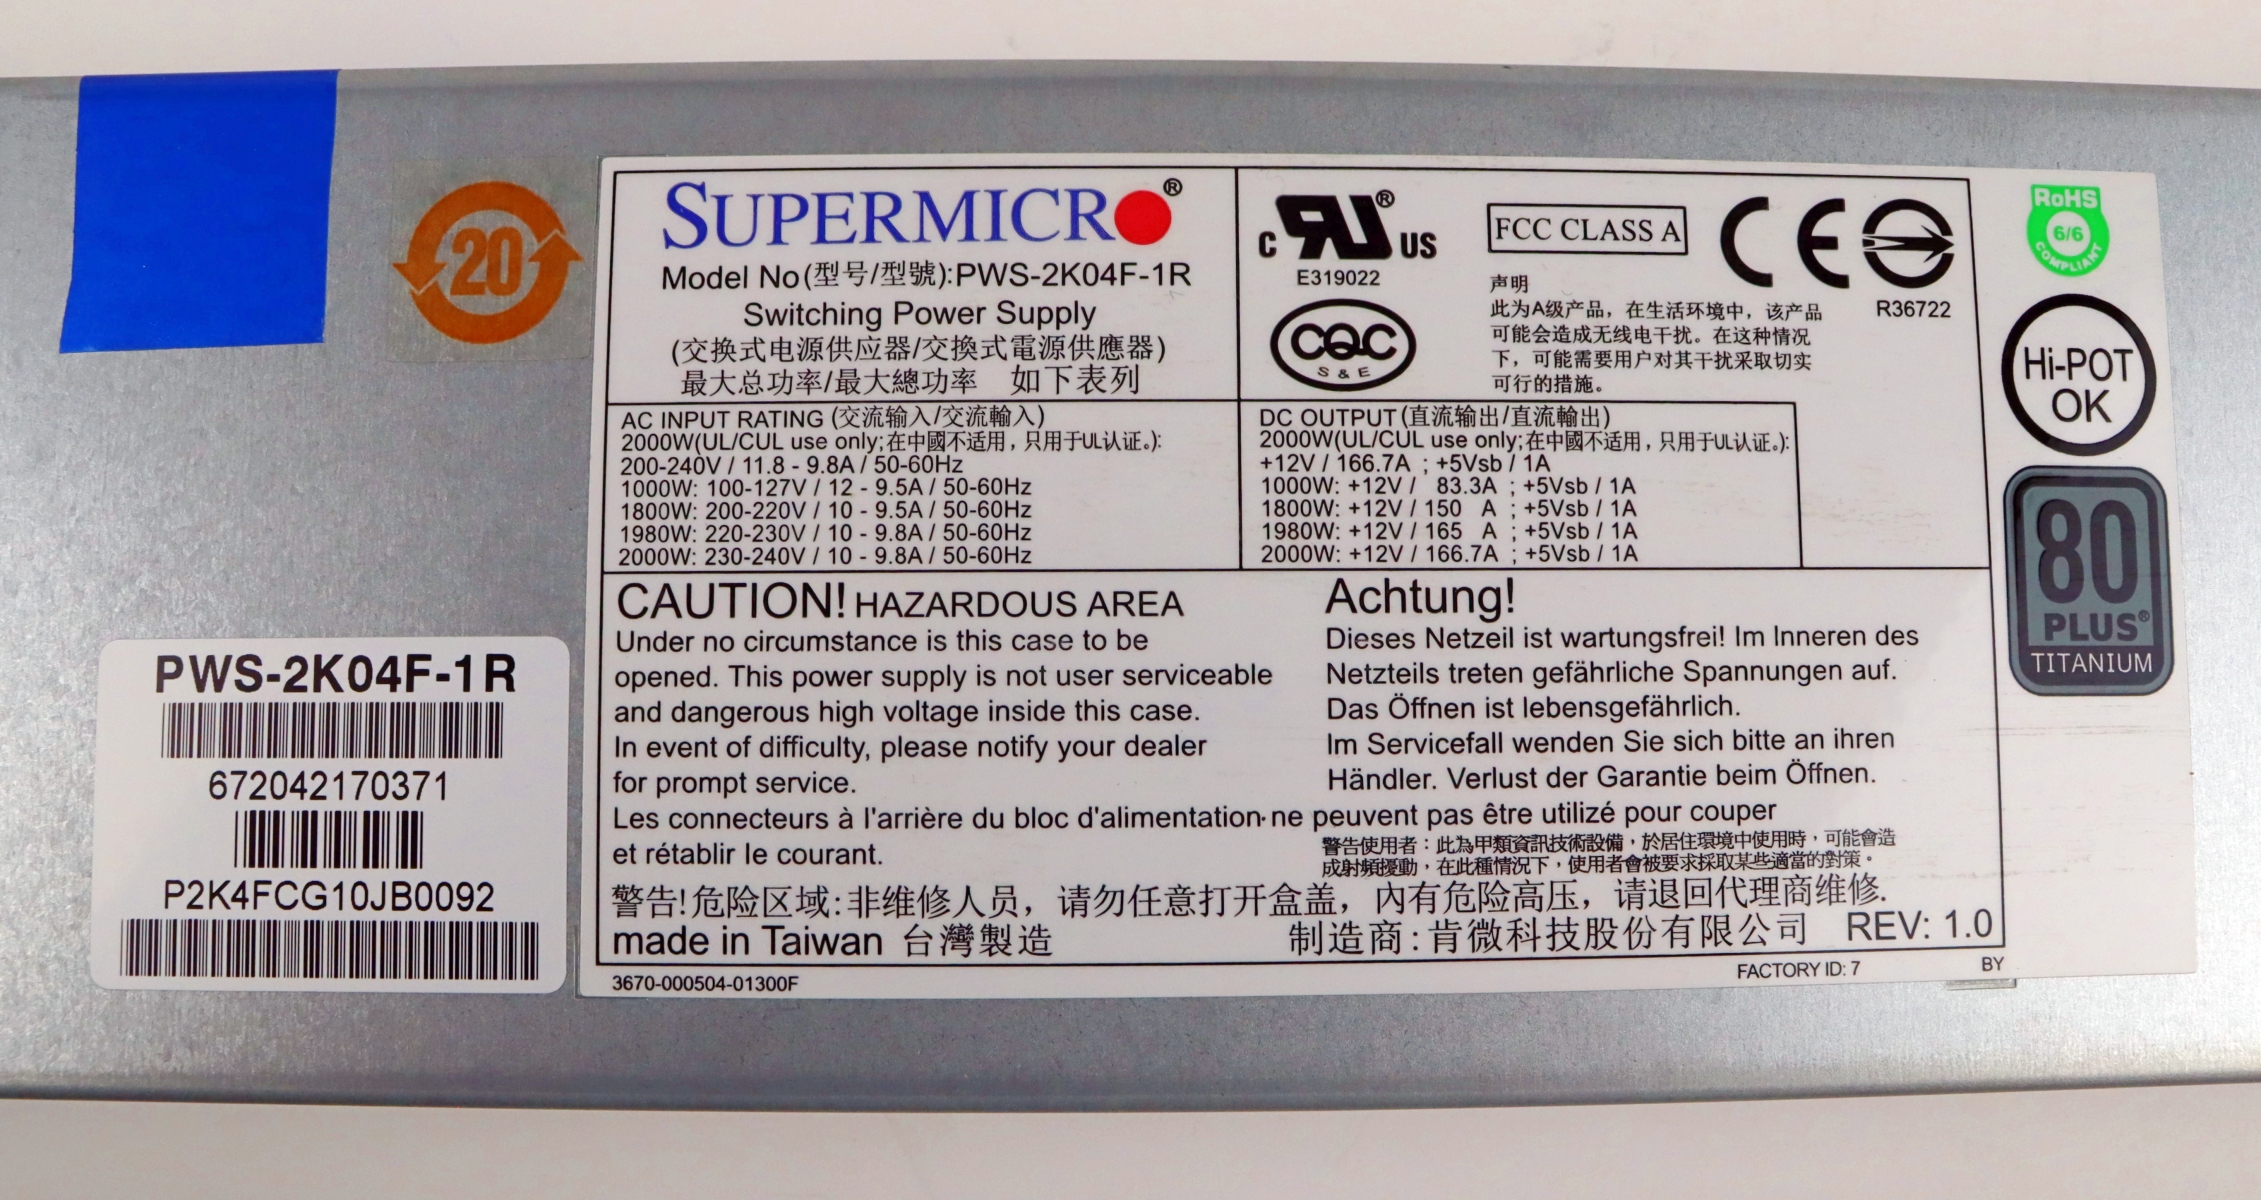 20
SUPERMICRO®
Model No(型号/型號):PWS-2K04F-1R
Switching Power Supply
(交换式电源供应器/交換式電源供應器)
最大总功率/最大總功率 如下表列
C RU® US
E319022
CQC
S & E
FCC CLASS A
声明
此为A级产品，在生活环境中，该产品
可能会造成无线电干扰。在这种情况
下，可能需要用户对其干扰采取切实
可行的措施。
CE
R36722
RoHS
6/6
COMPLIANT
Hi-POT
OK
80
PLUS®
TITANIUM
AC INPUT RATING (交流输入/交流輸入)
2000W(UL/CUL use only;在中國不适用，只用于UL认证。):
200-240V / 11.8 - 9.8A / 50-60Hz
1000W: 100-127V / 12 - 9.5A / 50-60Hz
1800W: 200-220V / 10 - 9.5A / 50-60Hz
1980W: 220-230V / 10 - 9.8A / 50-60Hz
2000W: 230-240V / 10 - 9.8A / 50-60Hz
DC OUTPUT (直流输出/直流輸出)
2000W(UL/CUL use only;在中國不适用，只用于UL认证。):
+12V / 166.7A ; +5Vsb / 1A
1000W: +12V / 83.3A ; +5Vsb / 1A
1800W: +12V / 150 A ; +5Vsb / 1A
1980W: +12V / 165 A ; +5Vsb / 1A
2000W: +12V / 166.7A ; +5Vsb / 1A
CAUTION! HAZARDOUS AREA
Under no circumstance is this case to be
opened. This power supply is not user serviceable
and dangerous high voltage inside this case.
In event of difficulty, please notify your dealer
for prompt service.
Achtung!
Dieses Netzeil ist wartungsfrei! Im Inneren des
Netzteils treten gefährliche Spannungen auf.
Das Öffnen ist lebensgefährlich.
Im Servicefall wenden Sie sich bitte an ihren
Händler. Verlust der Garantie beim Öffnen.
Les connecteurs à l'arrière du bloc d'alimentation ne peuvent pas être utilizé pour couper
et rétablir le courant.
警告使用者：此為甲類資訊技術設備，於居住環境中使用時，可能會造
成射頻擾動，在此種情況下，使用者會被要求採取某些適當的對策。
警告!危险区域:非维修人员，请勿任意打开盒盖，內有危险高压，请退回代理商维修.
made in Taiwan 台灣製造
制造商:肯微科技股份有限公司 REV: 1.0
3670-000504-01300F
FACTORY ID: 7
BY
PWS-2K04F-1R
672042170371
P2K4FCG10JB0092